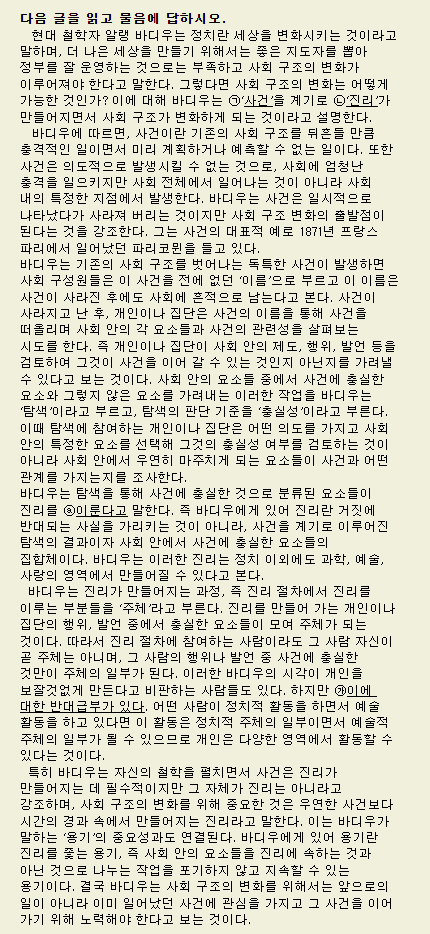 다음 글을 읽고 물음에 답하시오.
현대 철학자 알랭 바디우는 정치란 세상을 변화시키는 것이라고
말하며, 더 나은 세상을 만들기 위해서는 좋은 지도자를 뽑아
정부를 잘 운영하는 것으로는 부족하고 사회 구조의 변화가
이루어져야 한다고 말한다. 그렇다면 사회 구조의 변화는 어떻게
가능한 것인가? 이에 대해 바디우는 ㉠‘사건’을 계기로 ㉡‘진리’가
만들어지면서 사회 구조가 변화하게 되는 것이라고 설명한다.
바디우에 따르면, 사건이란 기존의 사회 구조를 뒤흔들 만큼
충격적인 일이면서 미리 계획하거나 예측할 수 없는 일이다. 또한
사건은 의도적으로 발생시킬 수 없는 것으로, 사회에 엄청난
충격을 일으키지만 사회 전체에서 일어나는 것이 아니라 사회
내의 특정한 지점에서 발생한다. 바디우는 사건은 일시적으로
나타났다가 사라져 버리는 것이지만 사회 구조 변화의 출발점이
된다는 것을 강조한다. 그는 사건의 대표적 예로 1871년 프랑스
파리에서 일어났던 파리코뮌을 들고 있다.
바디우는 기존의 사회 구조를 벗어나는 독특한 사건이 발생하면
사회 구성원들은 이 사건을 전에 없던 ‘이름’으로 부르고 이 이름은
사건이 사라진 후에도 사회에 흔적으로 남는다고 본다. 사건이
사라지고 난 후, 개인이나 집단은 사건의 이름을 통해 사건을
떠올리며 사회 안의 각 요소들과 사건의 관련성을 살펴보는
시도를 한다. 즉 개인이나 집단이 사회 안의 제도, 행위, 발언 등을
검토하여 그것이 사건을 이어 갈 수 있는 것인지 아닌지를 가려낼
수 있다고 보는 것이다. 사회 안의 요소들 중에서 사건에 충실한
요소와 그렇지 않은 요소를 가려내는 이러한 작업을 바디우는
‘탐색’이라고 부르고, 탐색의 판단 기준을 ‘충실성’이라고 부른다.
이때 탐색에 참여하는 개인이나 집단은 어떤 의도를 가지고 사회
안의 특정한 요소를 선택해 그것의 충실성 여부를 검토하는 것이
아니라 사회 안에서 우연히 마주치게 되는 요소들이 사건과 어떤
관계를 가지는지를 조사한다.
바디우는 탐색을 통해 사건에 충실한 것으로 분류된 요소들이
진리를 ⓐ이룬다고 말한다. 즉 바디우에게 있어 진리란 거짓에
반대되는 사실을 가리키는 것이 아니라, 사건을 계기로 이루어진
탐색의 결과이자 사회 안에서 사건에 충실한 요소들의
집합체이다. 바디우는 이러한 진리는 정치 이외에도 과학, 예술,
사랑의 영역에서 만들어질 수 있다고 본다.
바디우는 진리가 만들어지는 과정, 즉 진리 절차에서 진리를
이루는 부분들을 ‘주체’라고 부른다. 진리를 만들어 가는 개인이나
집단의 행위, 발언 중에서 충실한 요소들이 모여 주체가 되는
것이다. 따라서 진리 절차에 참여하는 사람이라도 그 사람 자신이
곧 주체는 아니며, 그 사람의 행위나 발언 중 사건에 충실한
것만이 주체의 일부가 된다. 이러한 바디우의 시각이 개인을
보잘것없게 만든다고 비판하는 사람들도 있다. 하지만 ㉮이에
대한 반대급부가 있다. 어떤 사람이 정치적 활동을 하면서 예술
활동을 하고 있다면 이 활동은 정치적 주체의 일부이면서 예술적
주체의 일부가 될 수 있으므로 개인은 다양한 영역에서 활동할 수
있다는 것이다.
특히 바디우는 자신의 철학을 펼치면서 사건은 진리가
만들어지는 데 필수적이지만 그 자체가 진리는 아니라고
강조하며, 사회 구조의 변화를 위해 중요한 것은 우연한 사건보다
시간의 경과 속에서 만들어지는 진리라고 말한다. 이는 바디우가
말하는 ‘용기’의 중요성과도 연결된다. 바디우에게 있어 용기란
진리를 쫓는 용기, 즉 사회 안의 요소들을 진리에 속하는 것과
아닌 것으로 나누는 작업을 포기하지 않고 지속할 수 있는
용기이다. 결국 바디우는 사회 구조의 변화를 위해서는 앞으로의
일이 아니라 이미 일어났던 사건에 관심을 가지고 그 사건을 이어
가기 위해 노력해야 한다고 보는 것이다.